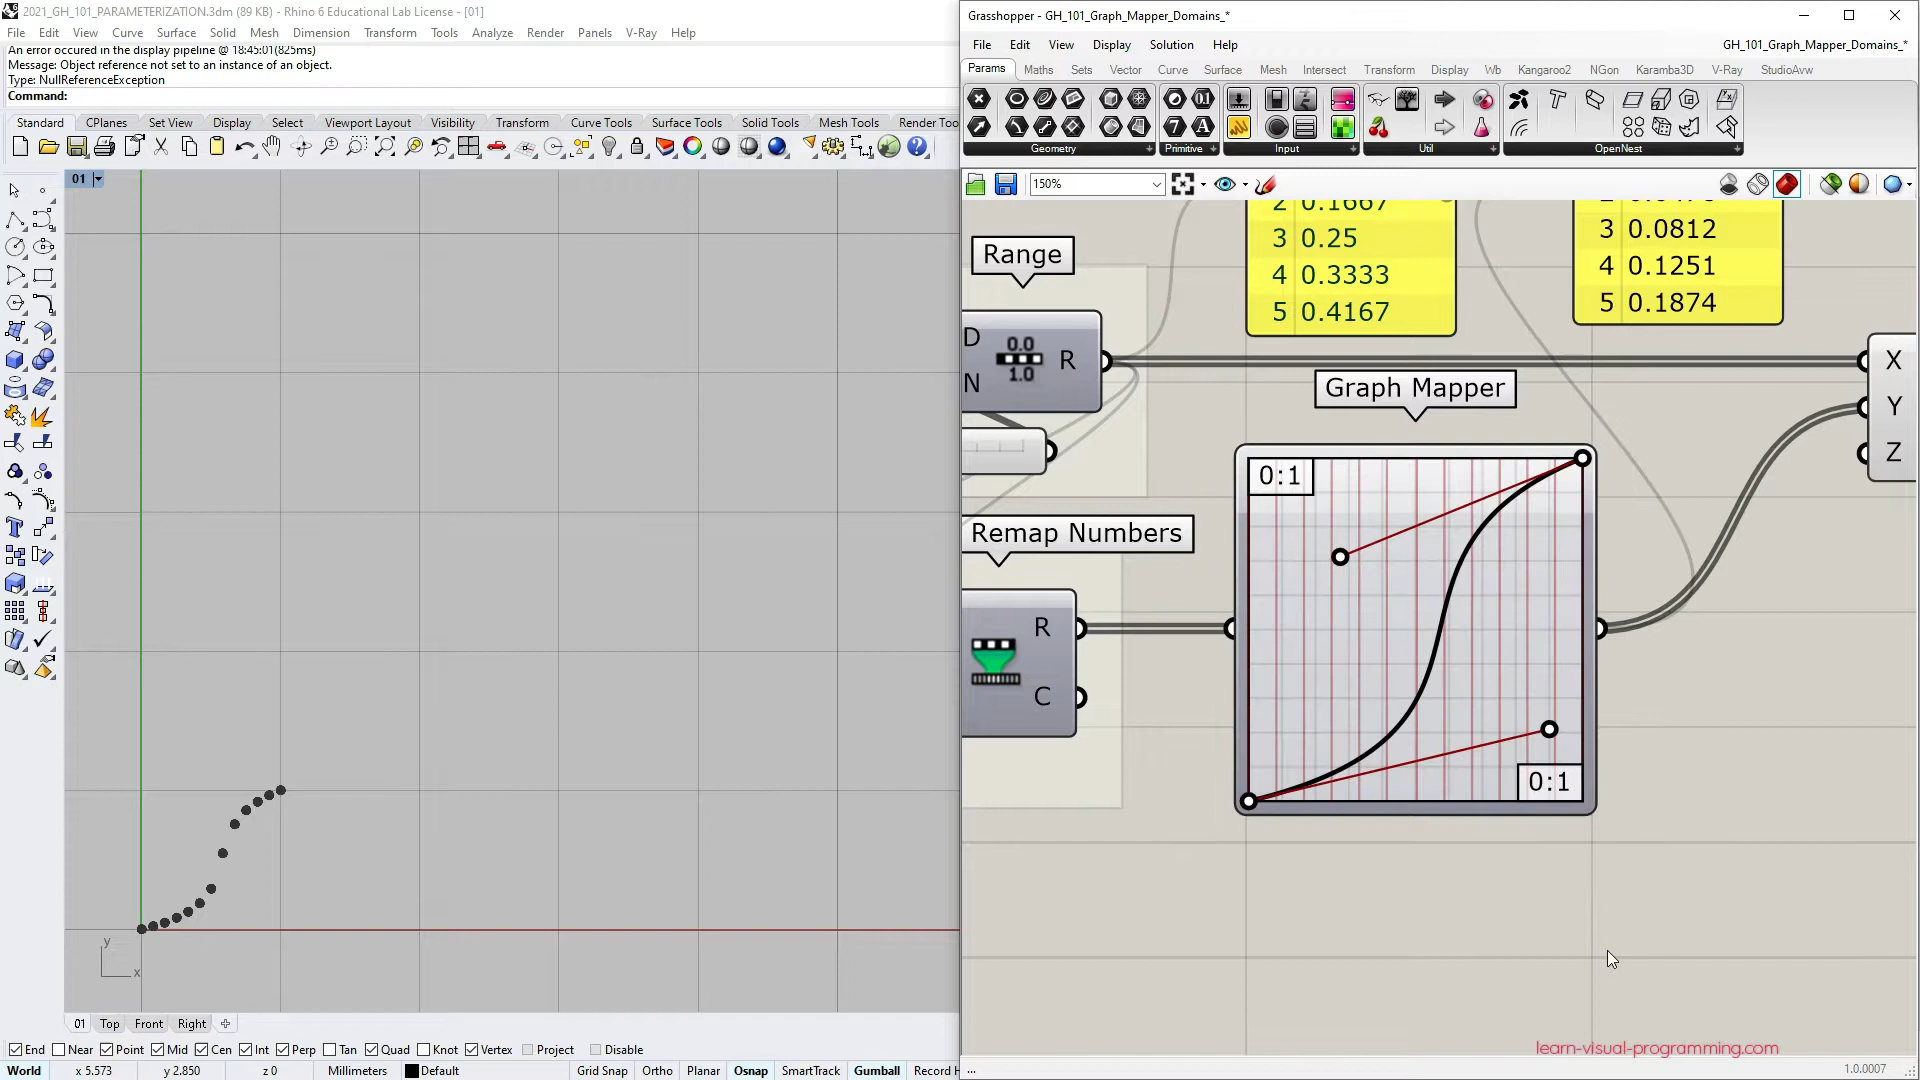 2021_GH_101_PARAMETERIZATION.3dm (89 KB) - Rhino 6 Educational Lab License - [01]
File Edit View Curve Surface Solid Mesh Dimension Transform Tools Analyze Render Panels V-Ray Help
An error occured in the display pipeline @ 18:45:01(825ms)
Message: Object reference not set to an instance of an object.
Type: NullReferenceException
Command:
Standard CPlanes Set View Display Select Viewport Layout Visibility Transform Curve Tools Surface Tools Solid Tools Mesh Tools Render Too
01
y
x
01 Top Front Right
End Near Point Mid Cen Int Perp Tan Quad Knot Vertex Project Disable
World x 5.573 y 2.850 z 0 Millimeters Default Grid Snap Ortho Planar Osnap SmartTrack Gumball Record H
Grasshopper - GH_101_Graph_Mapper_Domains_*
File Edit View Display Solution Help GH_101_Graph_Mapper_Domains_*
Params Maths Sets Vector Curve Surface Mesh Intersect Transform Display Wb Kangaroo2 NGon Karamba3D V-Ray StudioAvw
Geometry Primitive Input Util OpenNest
150%
2 0.1667
3 0.25
4 0.3333
5 0.4167
3 0.0812
4 0.1251
5 0.1874
Range
D
N
0.0
1.0
R
X
Y
Z
Graph Mapper
0:1
0:1
Remap Numbers
R
C
learn-visual-programming.com
...
1.0.0007